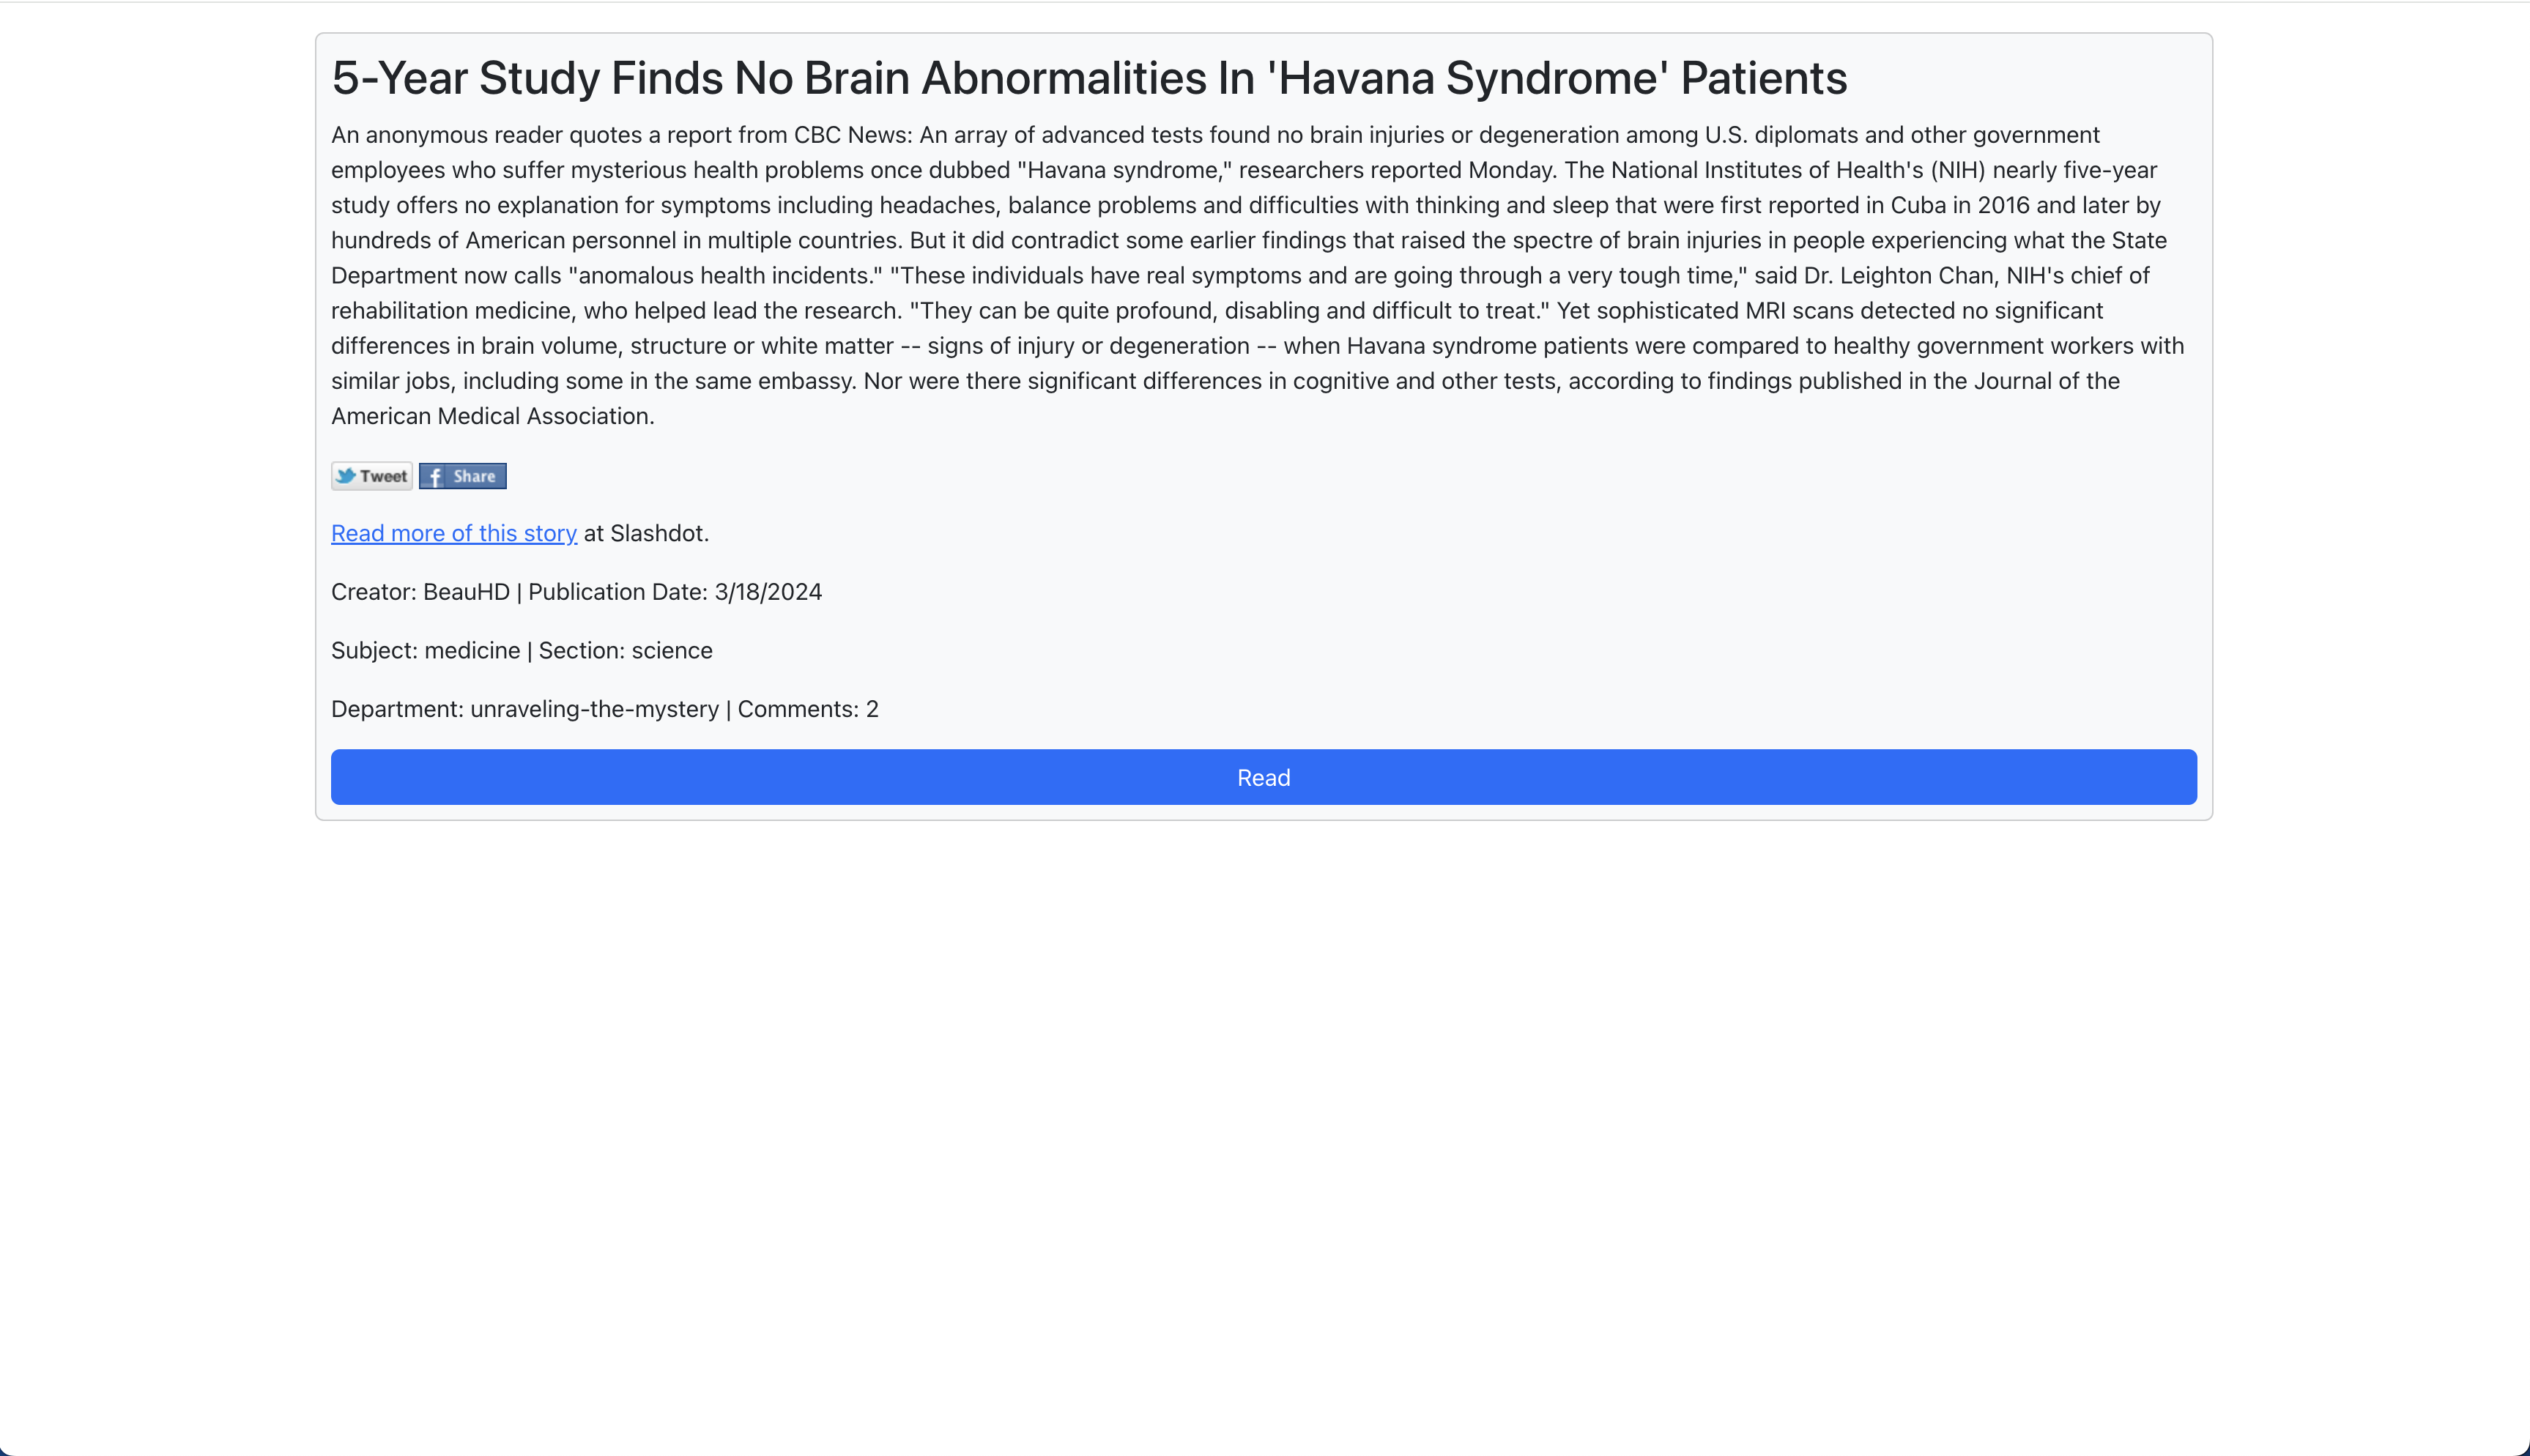 5-Year Study Finds No Brain Abnormalities In 'Havana Syndrome' Patients
An anonymous reader quotes a report from CBC News: An array of advanced tests found no brain injuries or degeneration among U.S. diplomats and other government
employees who suffer mysterious health problems once dubbed "Havana syndrome," researchers reported Monday. The National Institutes of Health's (NIH) nearly five-year
study offers no explanation for symptoms including headaches, balance problems and difficulties with thinking and sleep that were first reported in Cuba in 2016 and later by
hundreds of American personnel in multiple countries. But it did contradict some earlier findings that raised the spectre of brain injuries in people experiencing what the State
Department now calls "anomalous health incidents." "These individuals have real symptoms and are going through a very tough time," said Dr. Leighton Chan, NIH's chief of
rehabilitation medicine, who helped lead the research. "They can be quite profound, disabling and difficult to treat." Yet sophisticated MRI scans detected no significant
differences in brain volume, structure or white matter -- signs of injury or degeneration -- when Havana syndrome patients were compared to healthy government workers with
similar jobs, including some in the same embassy. Nor were there significant differences in cognitive and other tests, according to findings published in the Journal of the
American Medical Association.
Tweet Share
Read more of this story at Slashdot.
Creator: BeauHD | Publication Date: 3/18/2024
Subject: medicine | Section: science
Department: unraveling-the-mystery | Comments: 2
Read